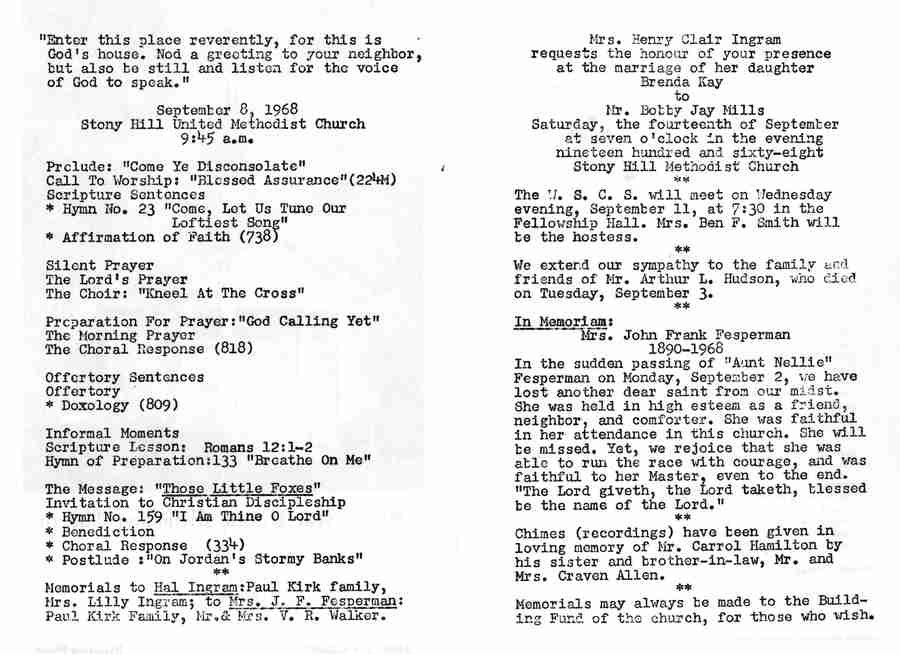 "Enter this place reverently, for this is
God's house. Nod a greeting to your neighbor,
but also be still and listen for the voice
of God to speak."
September 8, 1968
Stony Hill United Methodist Church
9:45 a.m.
Prelude: "Come Ye Disconsolate"
Call To Worship: "Blessed Assurance"(224M)
Scripture Sentences
* Hymn No. 23 "Come, Let Us Tune Our
Loftiest Song"
* Affirmation of Faith (738)
Silent Prayer
The Lord's Prayer
The Choir: "Kneel At The Cross"
Preparation For Prayer:"God Calling Yet"
The Morning Prayer
The Choral Response (818)
Offertory Sentences
Offertory
* Doxology (809)
Informal Moments
Scripture Lesson: Romans 12:1-2
Hymn of Preparation:133 "Breathe On Me"
The Message: "Those Little Foxes"
Invitation to Christian Discipleship
* Hymn No. 159 "I Am Thine O Lord"
* Benediction
* Choral Response (334)
* Postlude :"On Jordan's Stormy Banks"
**
Memorials to Hal Ingram:Paul Kirk family,
Mrs. Lilly Ingram; to Mrs. J. F. Fesperman:
Paul Kirk Family, Mr.& Mrs. V. R. Walker.
Mrs. Henry Clair Ingram
requests the honour of your presence
at the marriage of her daughter
Brenda Kay
to
Mr. Bobby Jay Mills
Saturday, the fourteenth of September
at seven o'clock in the evening
nineteen hundred and sixty-eight
Stony Hill Methodist Church
**
The W. S. C. S. will meet on Wednesday
evening, September 11, at 7:30 in the
Fellowship Hall. Mrs. Ben F. Smith will
be the hostess.
**
We extend our sympathy to the family and
friends of Mr. Arthur L. Hudson, who died
on Tuesday, September 3.
**
In Memoriam:
Mrs. John Frank Fesperman
1890-1968
In the sudden passing of "Aunt Nellie"
Fesperman on Monday, September 2, we have
lost another dear saint from our midst.
She was held in high esteem as a friend,
neighbor, and comforter. She was faithful
in her attendance in this church. She will
be missed. Yet, we rejoice that she was
able to run the race with courage, and was
faithful to her Master, even to the end.
"The Lord giveth, the Lord taketh, blessed
be the name of the Lord."
**
Chimes (recordings) have been given in
loving memory of Mr. Carrol Hamilton by
his sister and brother-in-law, Mr. and
Mrs. Craven Allen.
**
Memorials may always be made to the Build-
ing Fund of the church, for those who wish.